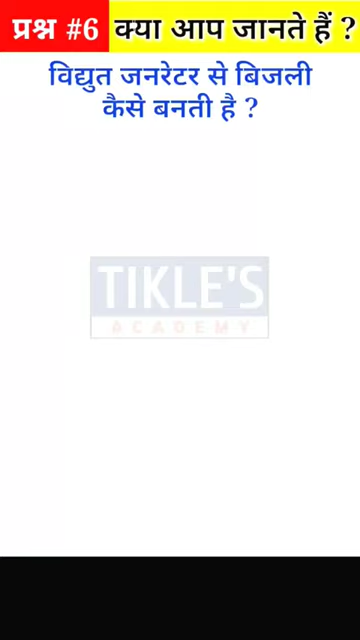 प्रश्न #6 क्या आप जानते हैं ?
विद्युत जनरेटर से बिजली
कैसे बनती है ?
TIKLE'S
ACADEMY